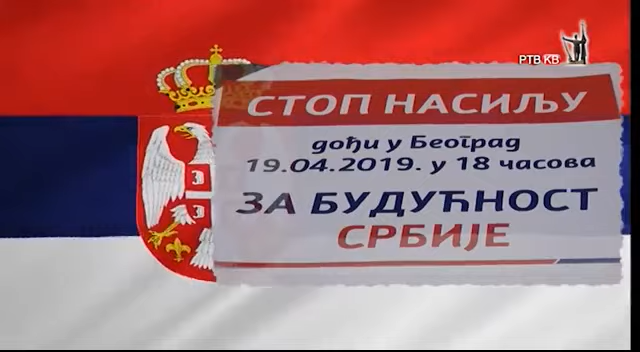 РТВ КВ
СТОП НАСИЉУ
дођи у Београд
19.04.2019. у 18 часова
ЗА БУДУЋНОСТ
СРБИЈЕ